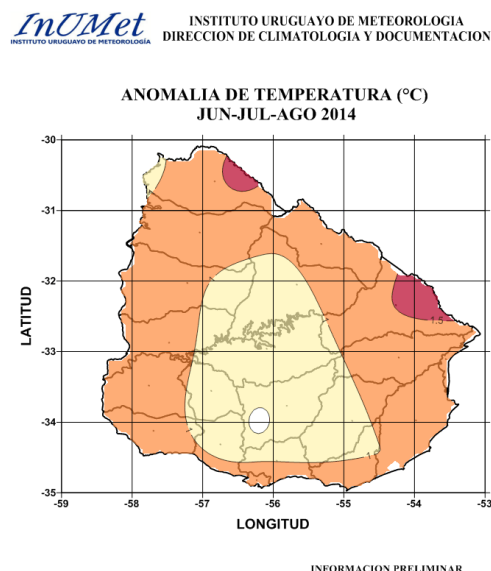 InUMet
INSTITUTO URUGUAYO DE METEOROLOGÍA
INSTITUTO URUGUAYO DE METEOROLOGIA
DIRECCION DE CLIMATOLOGIA Y DOCUMENTACION
ANOMALIA DE TEMPERATURA (°C)
JUN-JUL-AGO 2014
-30
-31
-32
-33
-34
-35
LATITUD
1.5
-59 -58 -57 -56 -55 -54 -53
LONGITUD
INFORMACION PRELIMINAR